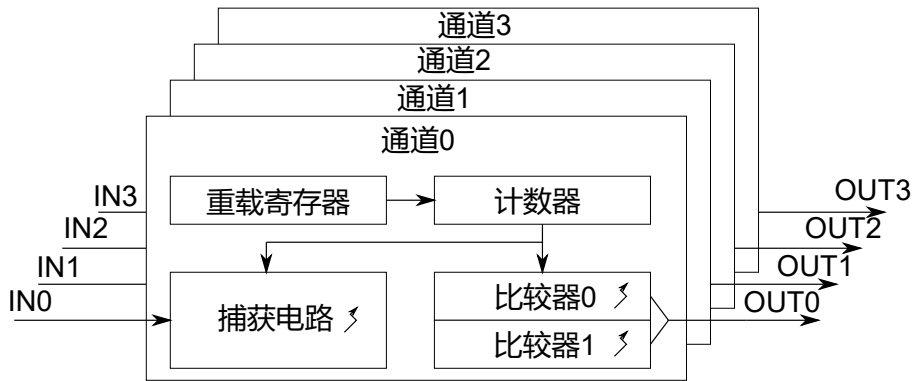 通道3
通道2
通道1
通道0
IN3
重载寄存器
计数器
OUT3
IN2
OUT2
IN1
OUT1
IN0
捕获电路
比较器0
OUT0
比较器1